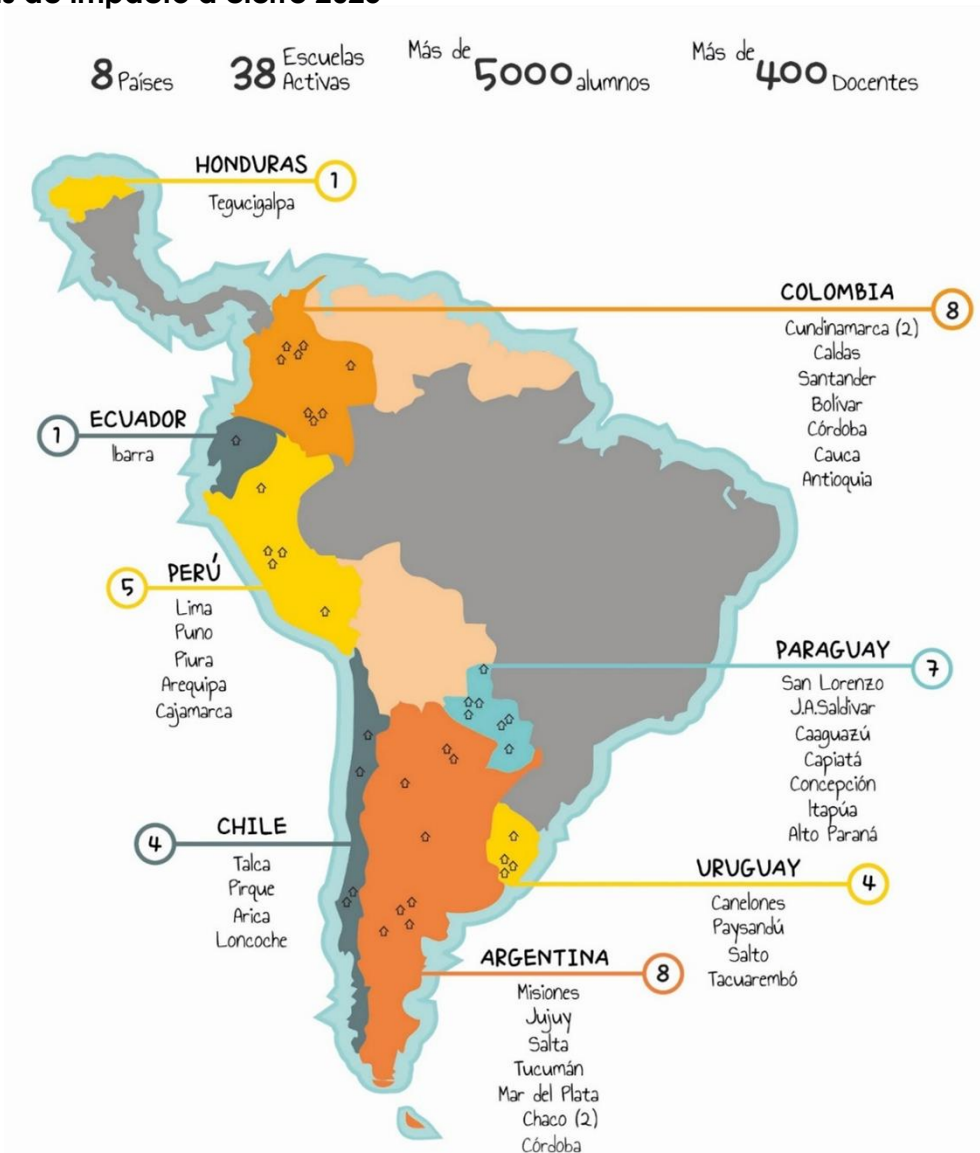 8 Países
38 Escuelas Activas
Más de 5000 alumnos
Más de 400 Docentes
HONDURAS 1
Tegucigalpa
COLOMBIA 8
Cundinamarca (2)
Caldas
Santander
Bolívar
Córdoba
Cauca
Antioquia
1 ECUADOR
Ibarra
5 PERÚ
Lima
Puno
Piura
Arequipa
Cajamarca
PARAGUAY 7
San Lorenzo
J.A.Saldivar
Caaguazú
Capiatá
Concepción
Itapúa
Alto Paraná
4 CHILE
Talca
Pirque
Arica
Loncoche
URUGUAY 4
Canelones
Paysandú
Salto
Tacuarembó
ARGENTINA 8
Misiones
Jujuy
Salta
Tucumán
Mar del Plata
Chaco (2)
Córdoba